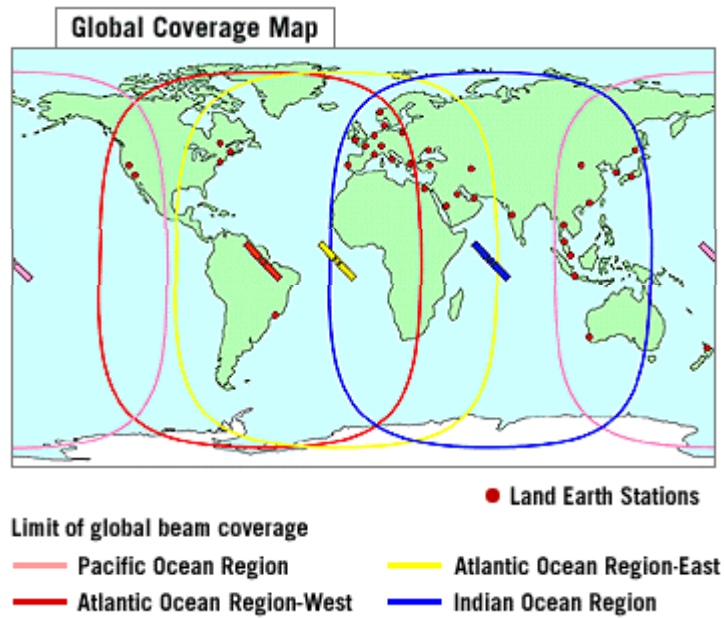 Global Coverage Map
Land Earth Stations
Limit of global beam coverage
Pacific Ocean Region
Atlantic Ocean Region-East
Atlantic Ocean Region-West
Indian Ocean Region